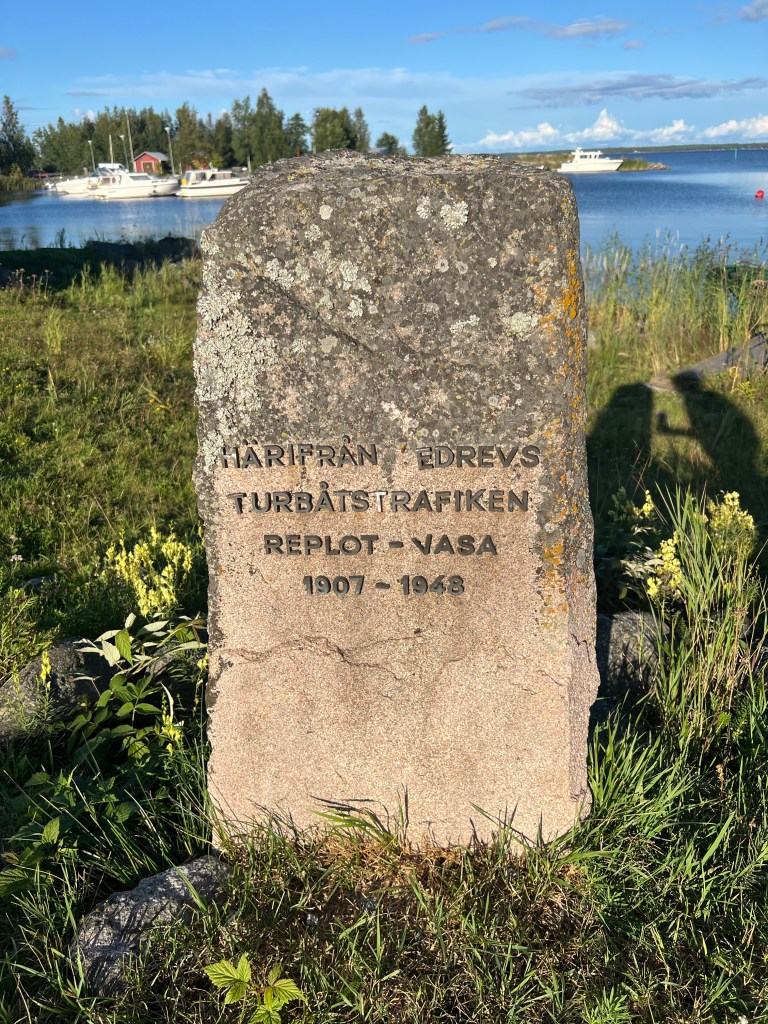 HÄRIFRÅN EDREVS
TURBÅTSTRAFIKEN
REPLOT - VASA
1907 - 1948